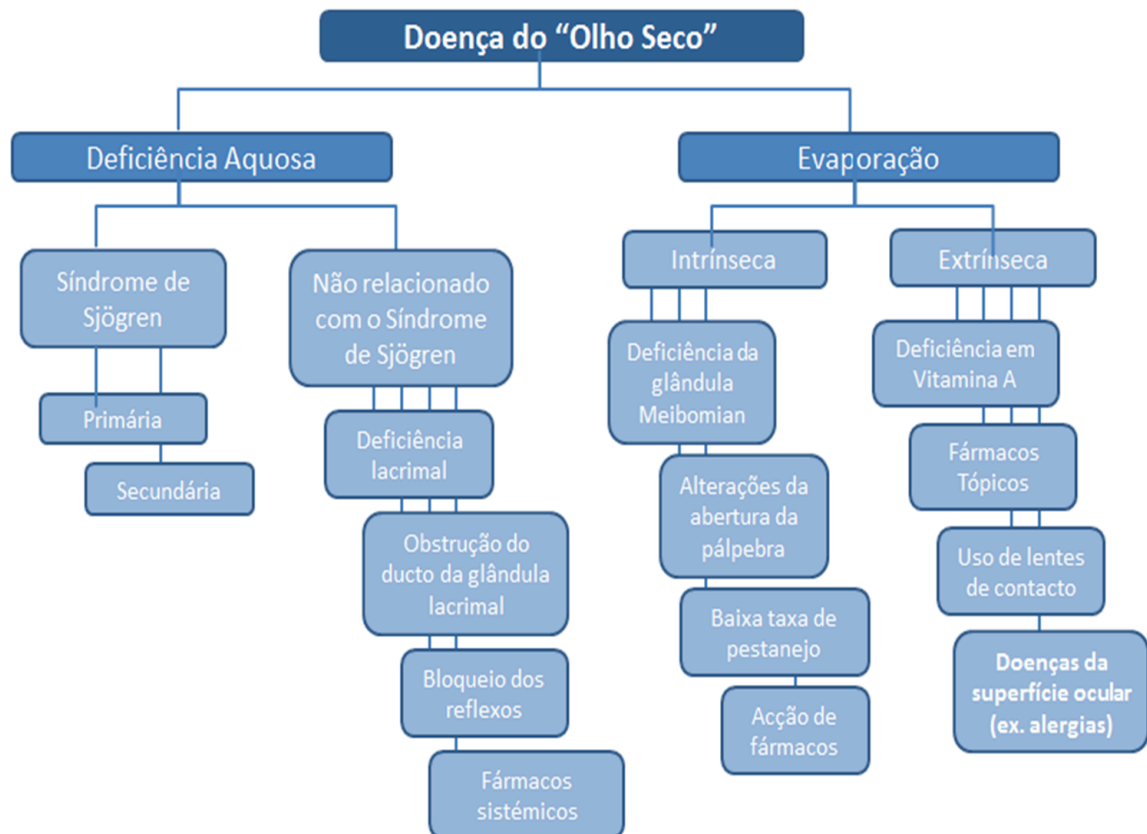 Doença do “Olho Seco”
Deficiência Aquosa
Síndrome de
Sjögren
Primária
Secundária
Não relacionado
com o Síndrome
de Sjögren
Deficiência
lacrimal
Obstrução do
ducto da glândula
lacrimal
Bloqueio dos
reflexos
Fármacos
sistémicos
Evaporação
Intrínseca
Deficiência da
glândula
Meibomian
Alterações da
abertura da
pálpebra
Baixa taxa de
pestanejo
Acção de
fármacos
Extrínseca
Deficiência em
Vitamina A
Fármacos
Tópicos
Uso de lentes
de contacto
Doenças da
superfície ocular
(ex. alergias)